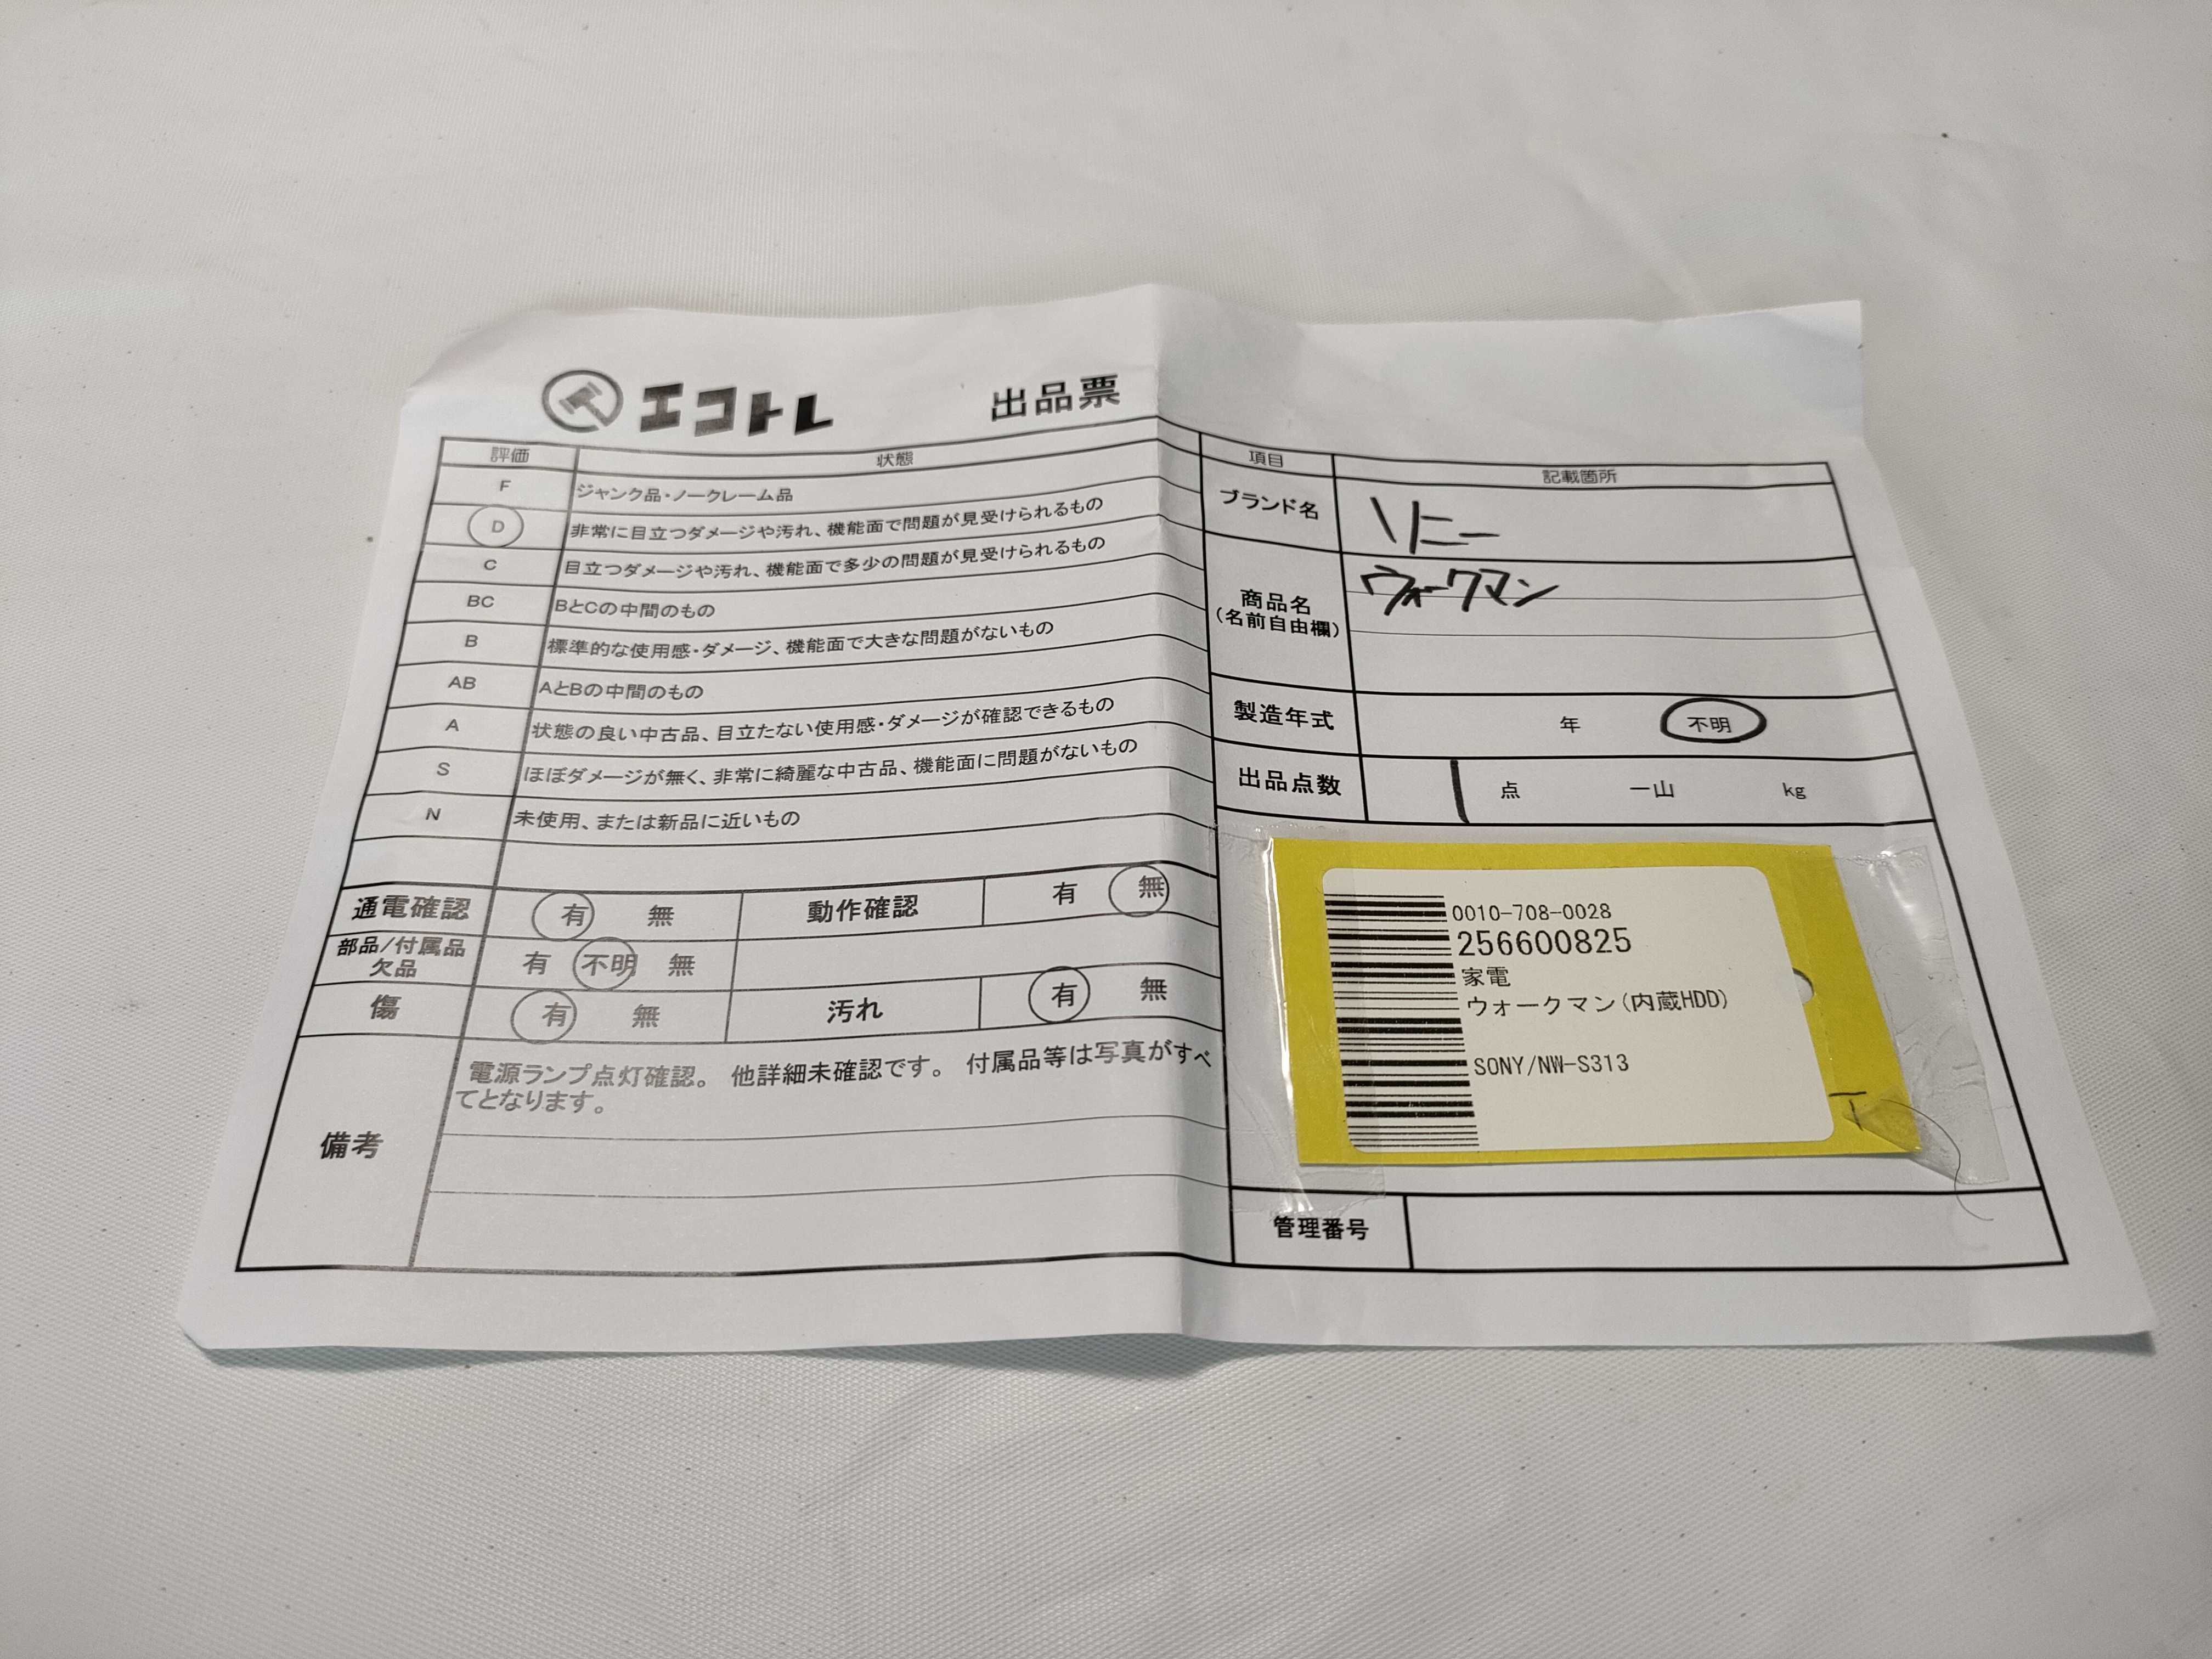 エコトレ 出品票
評価 状態
F ジャンク品・ノークレーム品
D 非常に目立つダメージや汚れ、機能面で問題が見受けられるもの
C 目立つダメージや汚れ、機能面で多少の問題が見受けられるもの
BC BとCの中間のもの
B 標準的な使用感・ダメージ、機能面で大きな問題がないもの
AB AとBの中間のもの
A 状態の良い中古品、目立たない使用感・ダメージが確認できるもの
S ほぼダメージが無く、非常に綺麗な中古品、機能面に問題がないもの
N 未使用、または新品に近いもの
通電確認 有 無 動作確認 有 無
部品/付属品
欠品 有 不明 無
傷 有 無 汚れ 有 無
備考
電源ランプ点灯確認。 他詳細未確認です。 付属品等は写真がすべ
てとなります。
項目 記載箇所
ブランド名 ソニー
商品名
(名前自由欄)
ウォークマン
製造年式 年 不明
出品点数 1 点 一山 kg
0010-708-0028
256600825
家電
ウォークマン(内蔵HDD)
SONY/NW-S313
T
管理番号